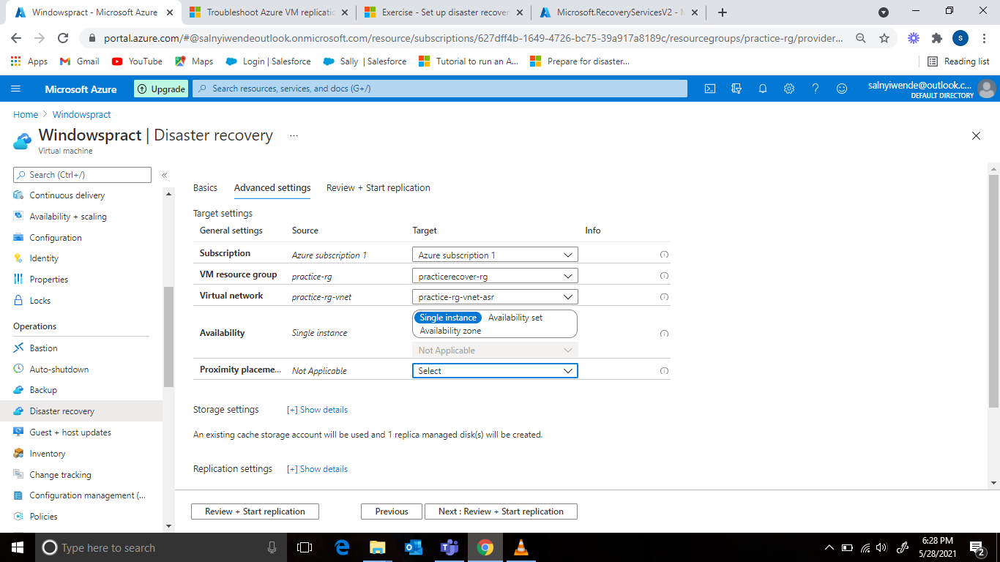 Windowspract - Microsoft Azure
Troubleshoot Azure VM replicatio
Exercise - Set up disaster recover
Microsoft.RecoveryServicesV2 - M
portal.azure.com/#@salnyiwendeoutlook.onmicrosoft.com/resource/subscriptions/627dff4b-1649-4726-bc75-39a917a8189c/resourcegroups/practice-rg/provider...
S
Apps
Gmail
YouTube
Maps
Login | Salesforce
Sally | Salesforce
Tutorial to run an A...
Prepare for disaster...
Reading list
Microsoft Azure
Upgrade
Search resources, services, and docs (G+/)
salnyiwende@outlook.c...
DEFAULT DIRECTORY
Home > Windowspract
Windowspract | Disaster recovery ...
Virtual machine
Search (Ctrl+/)
«
Continuous delivery
Availability + scaling
Configuration
Identity
Properties
Locks
Operations
Bastion
Auto-shutdown
Backup
Disaster recovery
Guest + host updates
Inventory
Change tracking
Configuration management (...
Policies
Basics
Advanced settings
Review + Start replication
Target settings
General settings Source Target Info
Subscription Azure subscription 1 Azure subscription 1
VM resource group practice-rg practicerecover-rg
Virtual network practice-rg-vnet practice-rg-vnet-asr
Single instance Availability set
Availability zone
Availability Single instance
Not Applicable
Proximity placeme... Not Applicable Select
Storage settings [+] Show details
An existing cache storage account will be used and 1 replica managed disk(s) will be created.
Replication settings [+] Show details
Review + Start replication
Previous
Next : Review + Start replication
Type here to search
6:28 PM
5/28/2021
2